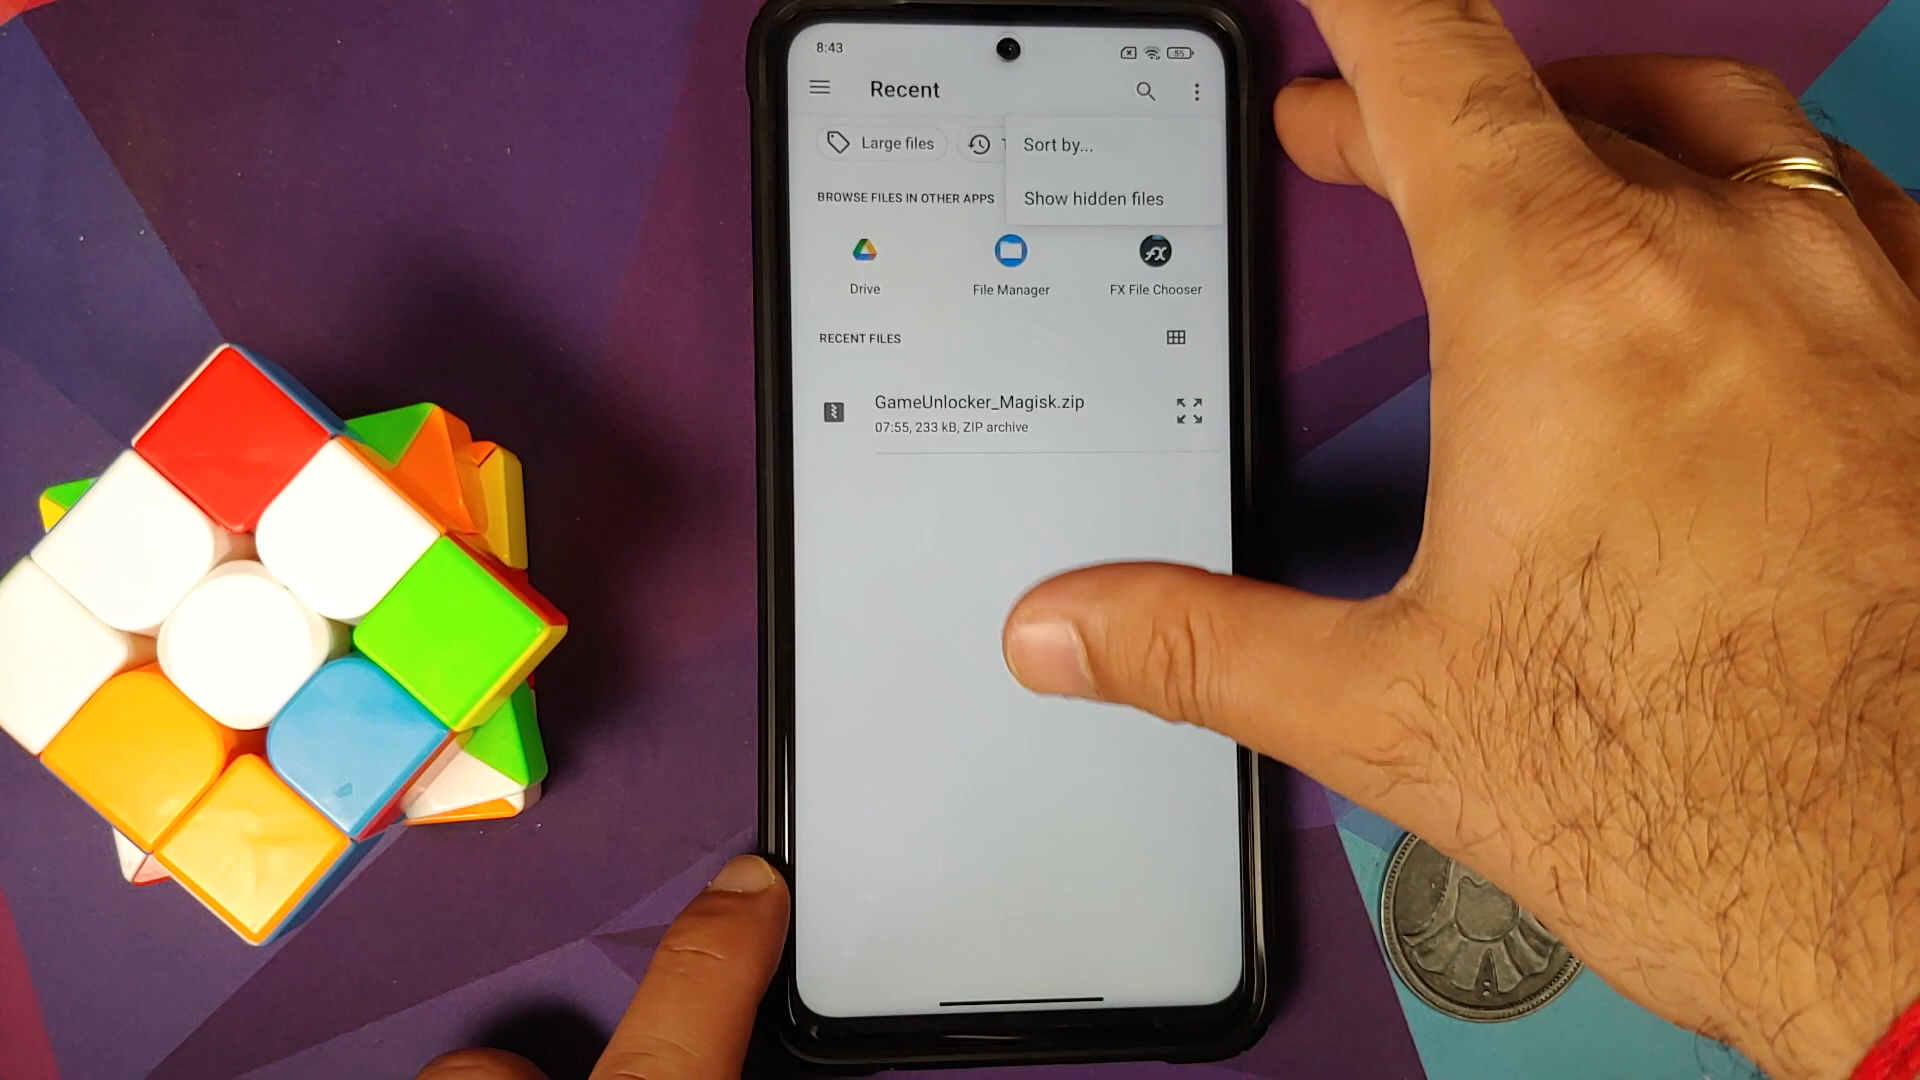 8:43
55
Recent
Large files
Sort by...
Show hidden files
BROWSE FILES IN OTHER APPS
Drive
File Manager
FX File Chooser
RECENT FILES
GameUnlocker_Magisk.zip
07:55, 233 kB, ZIP archive